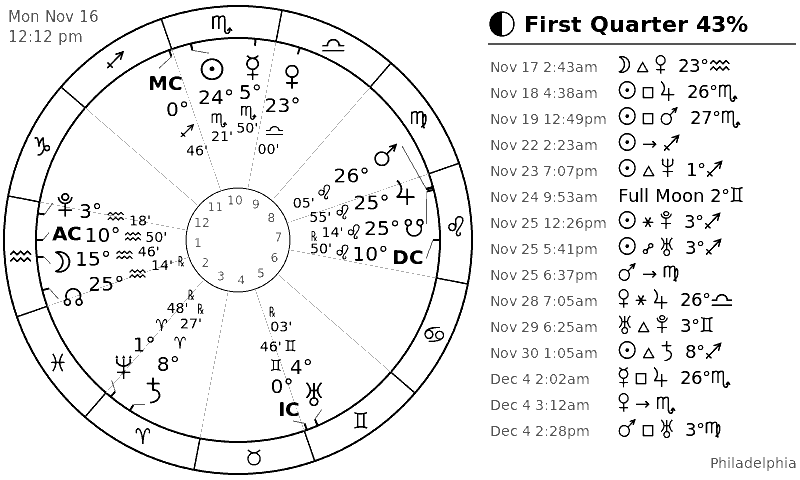 Mon Nov 16
12:12 pm
First Quarter 43%
Nov 17 2:43am ☽ △ ♀ 23°♒
Nov 18 4:38am ☉ □ ♃ 26°♏
Nov 19 12:49pm ☉ □ ♂ 27°♏
Nov 22 2:23am ☉ → ♐
Nov 23 7:07pm ☉ △ ♆ 1°♐
Nov 24 9:53am Full Moon 2°♊
Nov 25 12:26pm ☉ ⚹ ⯓ 3°♐
Nov 25 5:41pm ☉ ☍ ♅ 3°♐
Nov 25 6:37pm ♂ → ♍
Nov 28 7:05am ♀ ⚹ ♃ 26°♎
Nov 29 6:25am ♅ △ ⯓ 3°♊
Nov 30 1:05am ☉ △ ♄ 8°♐
Dec 4 2:02am ☿ □ ♃ 26°♏
Dec 4 3:12am ♀ → ♏
Dec 4 2:28pm ♂ □ ♅ 3°♍
Philadelphia
♏
♎
♍
♌
♋
♊
♉
♈
♓
♒
♑
♐
MC 0° ♐ 46'
☉ 24° ♏ 21'
☿ 5° ♏ 50'
♀ 23° ♎ 00'
♂ 26° ♌ 05'
♃ 25° ♌ 55'
☋ 25° ♌ 14' ℞
DC 10° ♌ 50'
⯓ 3° ♒ 18'
AC 10° ♒ 50'
☽ 15° ♒ 46'
☊ 25° ♒ 14' ℞
♆ 1° ♈ 48' ℞
♄ 8° ♈ 27' ℞
IC 0° ♊ 46'
♅ 4° ♊ 03' ℞
1
2
3
4
5
6
7
8
9
10
11
12